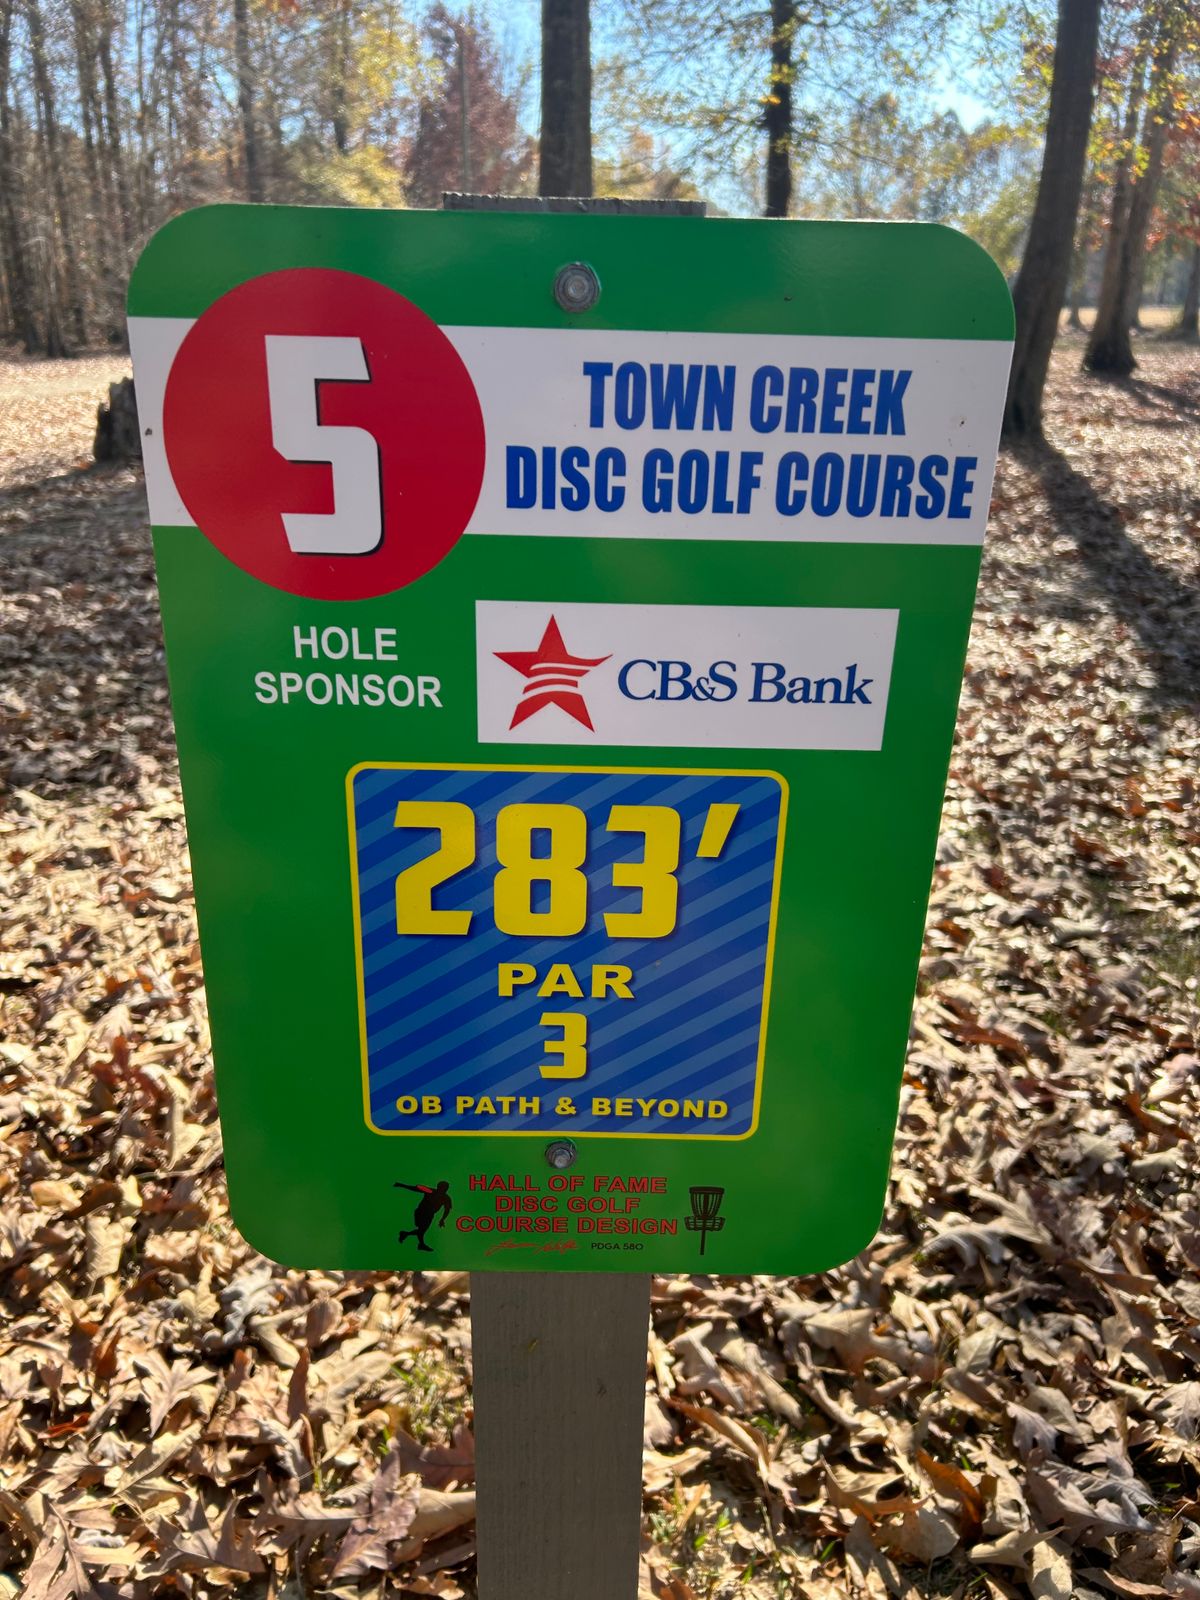 5
TOWN CREEK
DISC GOLF COURSE
HOLE
SPONSOR
CB&S Bank
283'
PAR
3
OB PATH & BEYOND
HALL OF FAME
DISC GOLF
COURSE DESIGN
PDGA 580